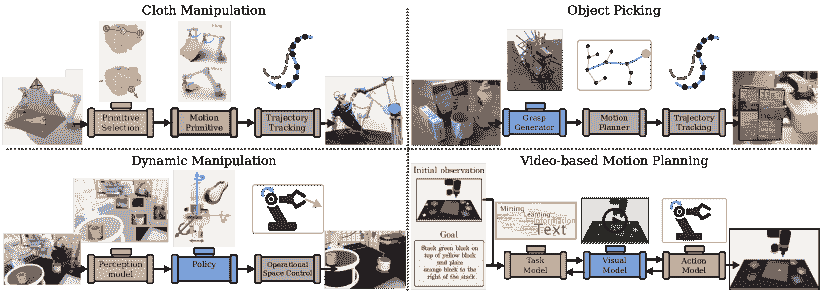 Cloth Manipulation
Primitive
Selection
Motion
Primitive
Trajectory
Tracking
Object Picking
Grasp
Generator
Motion
Planner
Trajectory
Tracking
Dynamic Manipulation
Perception
model
Policy
Operational
Space Control
Video-based Motion Planning
Initial observation
Goal
Stack green block on
top of yellow block
and place
orange block to the
right of the stack
Mining
Learning
Information
Text
Task
Model
Visual
Model
Action
Model